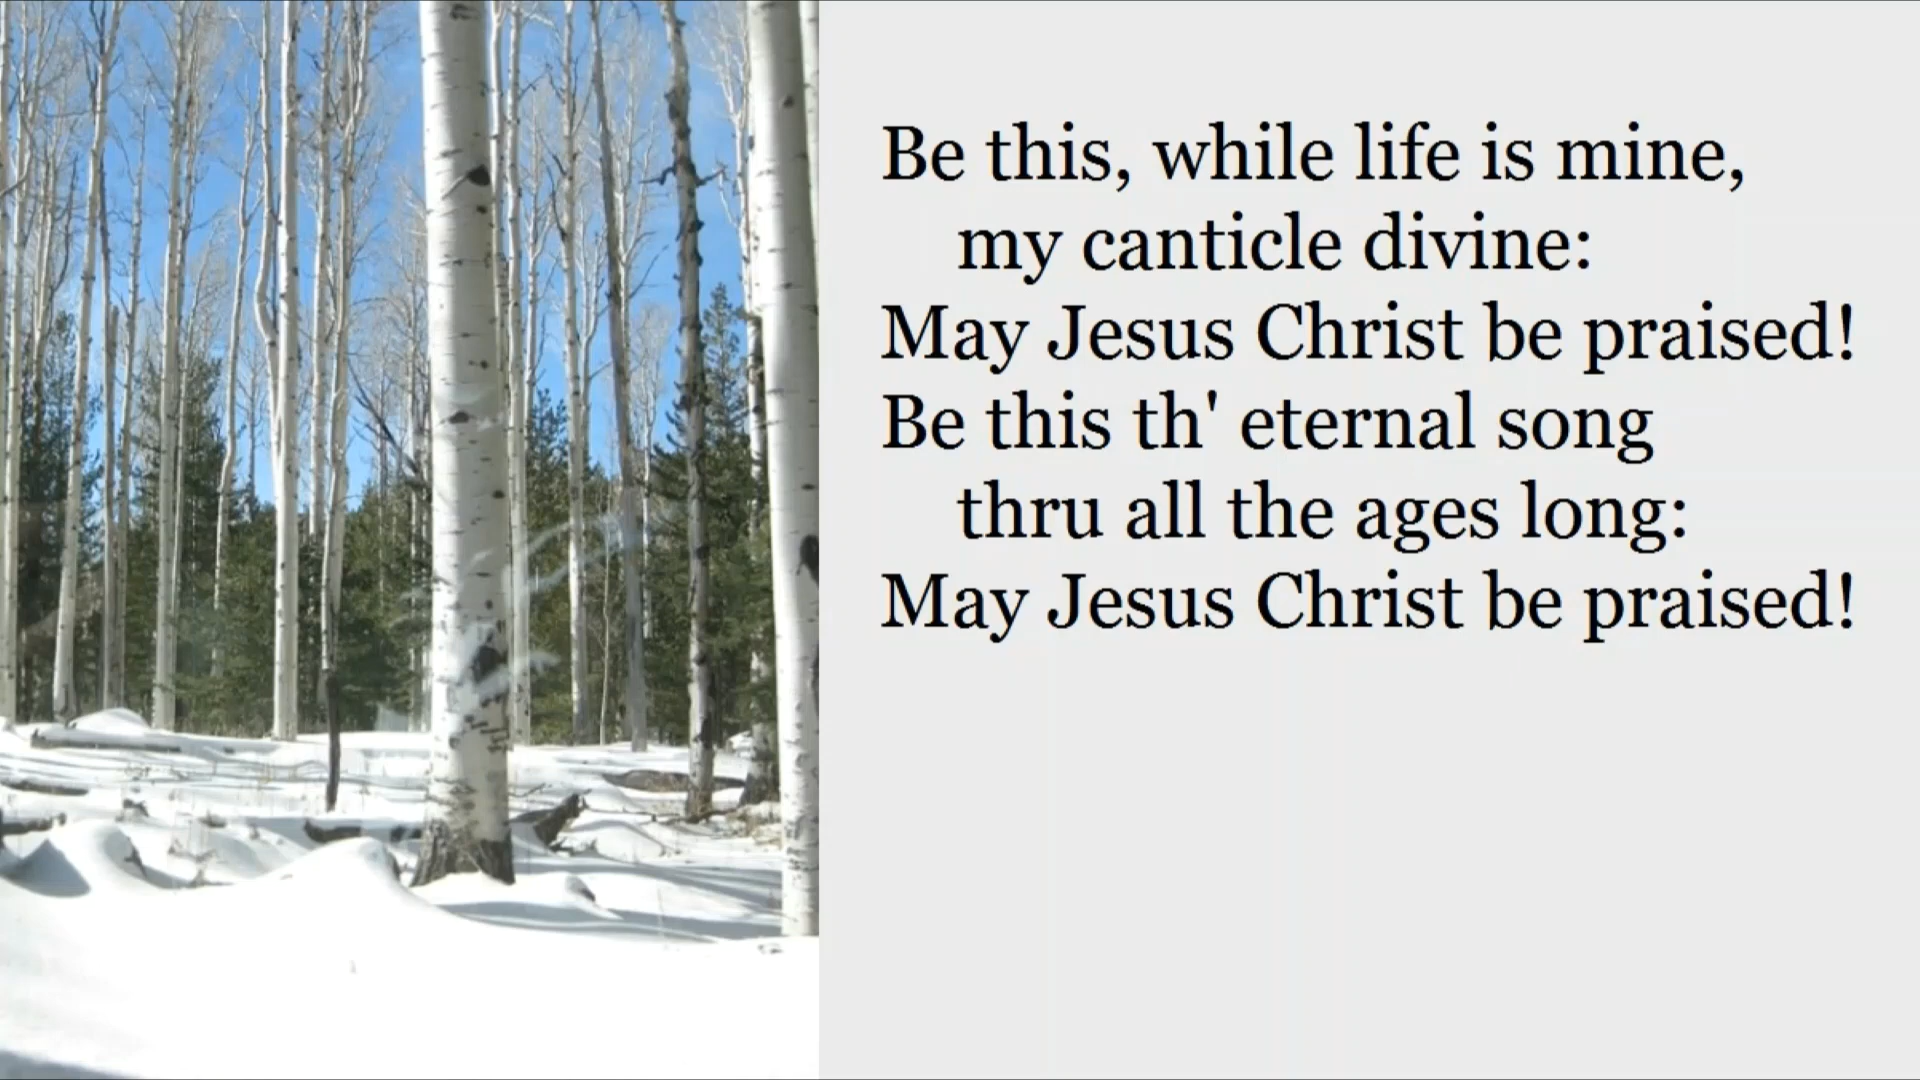 Be this, while life is mine,
my canticle divine:
May Jesus Christ be praised!
Be this th' eternal song
thru all the ages long:
May Jesus Christ be praised!